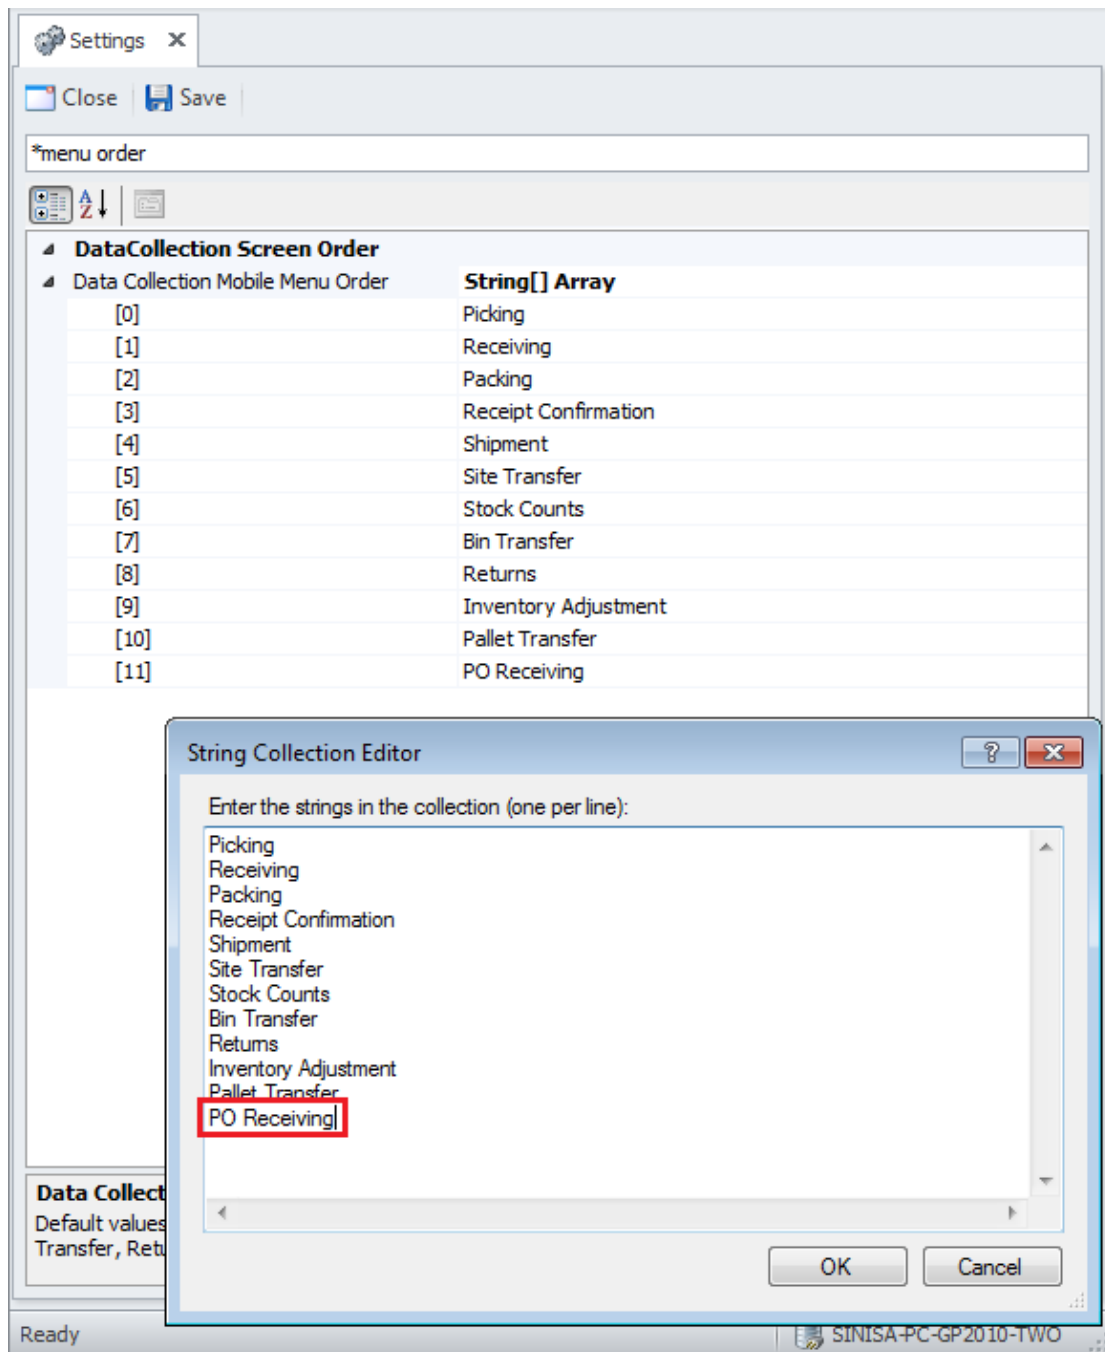 Settings
Close Save
*menu order
DataCollection Screen Order
Data Collection Mobile Menu Order String[] Array
[0] Picking
[1] Receiving
[2] Packing
[3] Receipt Confirmation
[4] Shipment
[5] Site Transfer
[6] Stock Counts
[7] Bin Transfer
[8] Returns
[9] Inventory Adjustment
[10] Pallet Transfer
[11] PO Receiving
String Collection Editor
Enter the strings in the collection (one per line):
Picking
Receiving
Packing
Receipt Confirmation
Shipment
Site Transfer
Stock Counts
Bin Transfer
Returns
Inventory Adjustment
Pallet Transfer
PO Receiving
Data Collect
Default values
Transfer, Retu
OK Cancel
Ready SINISA-PC-GP2010-TWO